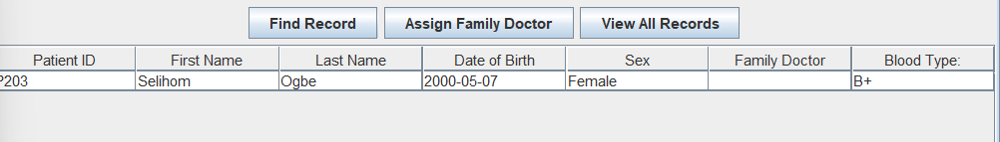 Find Record Assign Family Doctor View All Records
Patient ID First Name Last Name Date of Birth Sex Family Doctor Blood Type:
P203 Selihom Ogbe 2000-05-07 Female B+